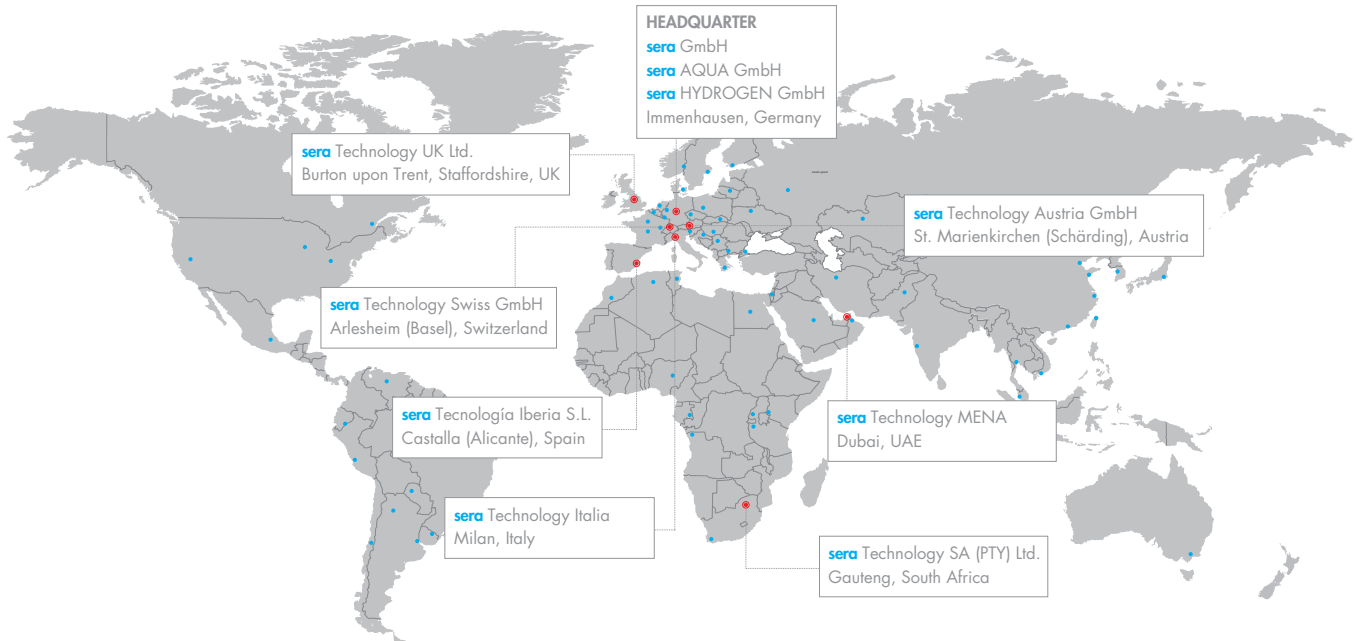 HEADQUARTER
sera GmbH
sera AQUA GmbH
sera HYDROGEN GmbH
Immenhausen, Germany
sera Technology UK Ltd.
Burton upon Trent, Staffordshire, UK
sera Technology Austria GmbH
St. Marienkirchen (Schärding), Austria
sera Technology Swiss GmbH
Arlesheim (Basel), Switzerland
sera Tecnología Iberia S.L.
Castalla (Alicante), Spain
sera Technology MENA
Dubai, UAE
sera Technology Italia
Milan, Italy
sera Technology SA (PTY) Ltd.
Gauteng, South Africa